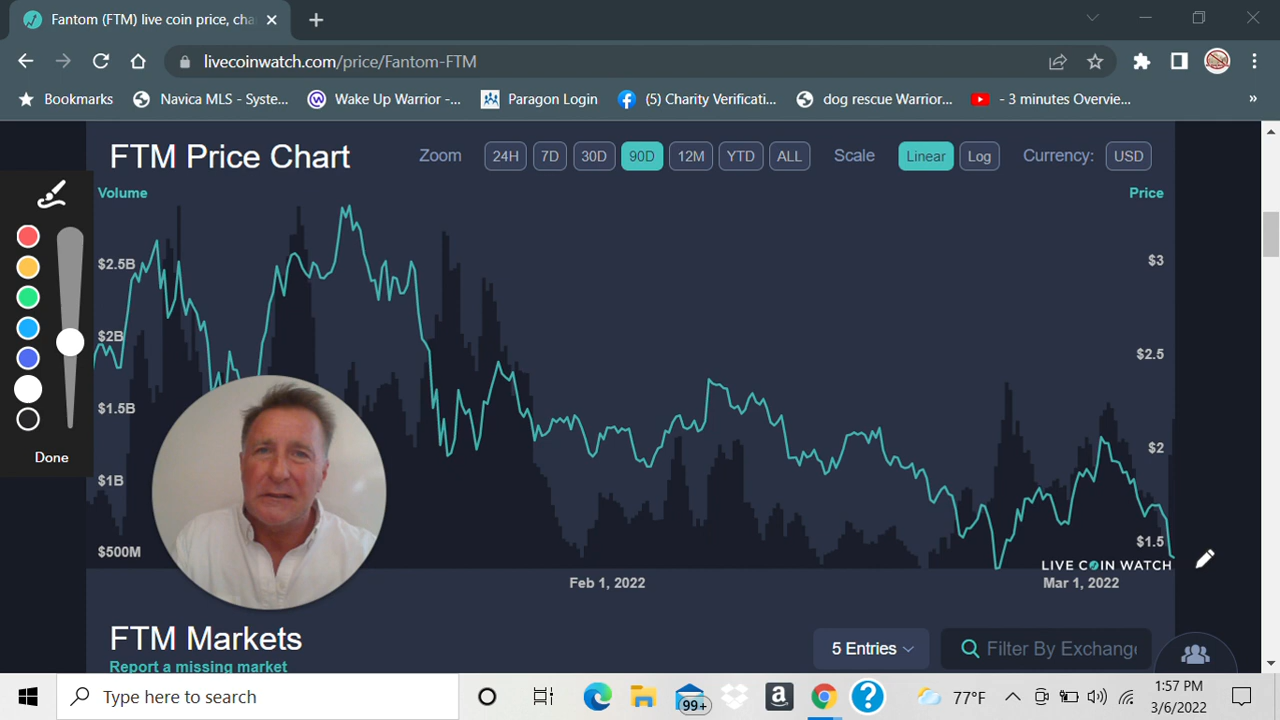 Fantom (FTM) live coin price, cha
livecoinwatch.com/price/Fantom-FTM
Bookmarks Navica MLS - Syste... Wake Up Warrior -... Paragon Login (5) Charity Verificati... dog rescue Warrior... - 3 minutes Overvie... »
FTM Price Chart Zoom 24H 7D 30D 90D 12M YTD ALL Scale Linear Log Currency: USD
Volume Price
$2.5B $3
$2B $2.5
$1.5B $2
Done
$1B
$500M $1.5
LIVE COIN WATCH
Feb 1, 2022 Mar 1, 2022
FTM Markets 5 Entries Filter By Exchange
Report a missing market
Type here to search 99+ 77°F 1:57 PM
3/6/2022